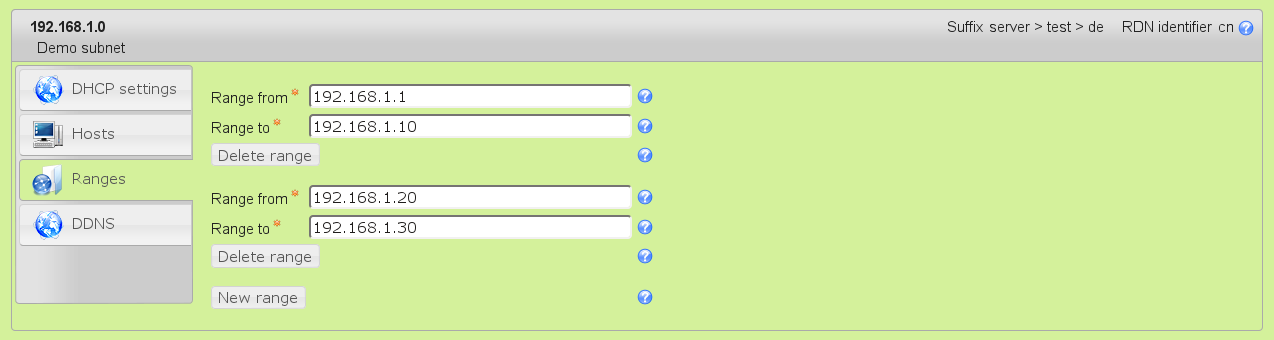 192.168.1.0 Suffix server > test > de RDN identifier cn
Demo subnet
DHCP settings
Hosts
Ranges
DDNS
Range from * 192.168.1.1
Range to * 192.168.1.10
Delete range
Range from * 192.168.1.20
Range to * 192.168.1.30
Delete range
New range